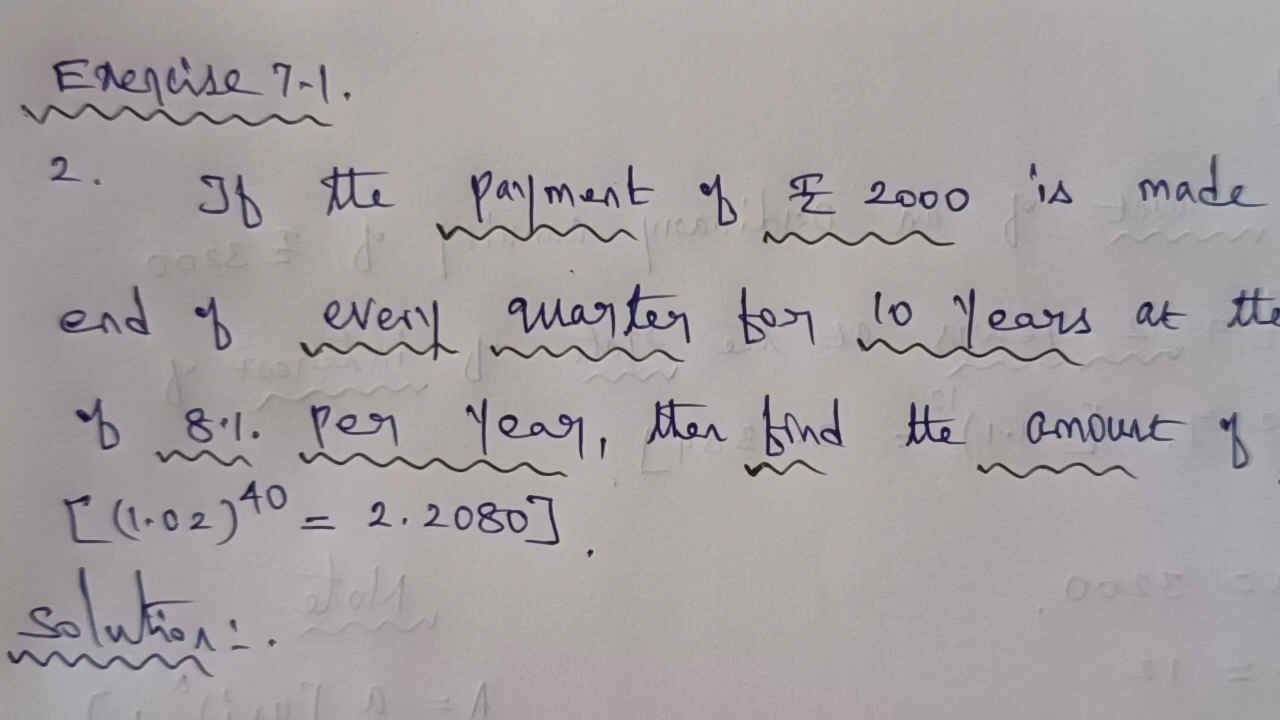 Exercise 7.1.
2. If the payment of ₹ 2000 is made
end of every quarter for 10 years at the
of 8%. Per year, then find the amount of
[(1.02)^40 = 2.2080].
Solution:-.